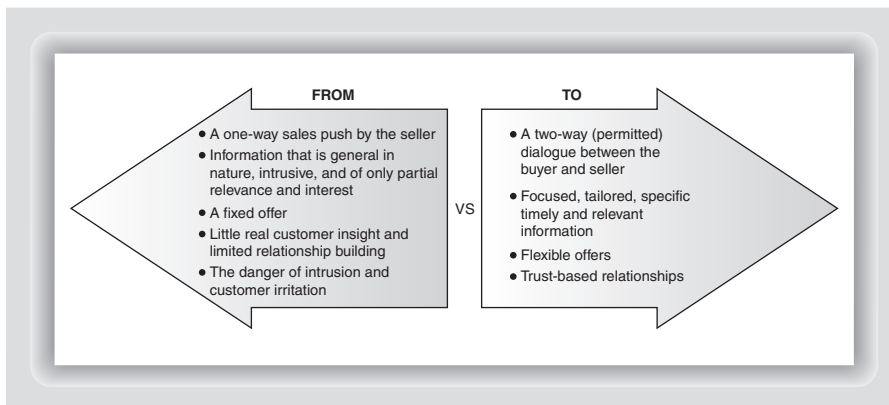 FROM
● A one-way sales push by the seller
● Information that is general in
nature, intrusive, and of only partial
relevance and interest
● A fixed offer
● Little real customer insight and
limited relationship building
● The danger of intrusion and
customer irritation
VS
TO
● A two-way (permitted)
dialogue between the
buyer and seller
● Focused, tailored, specific
timely and relevant
information
● Flexible offers
● Trust-based relationships